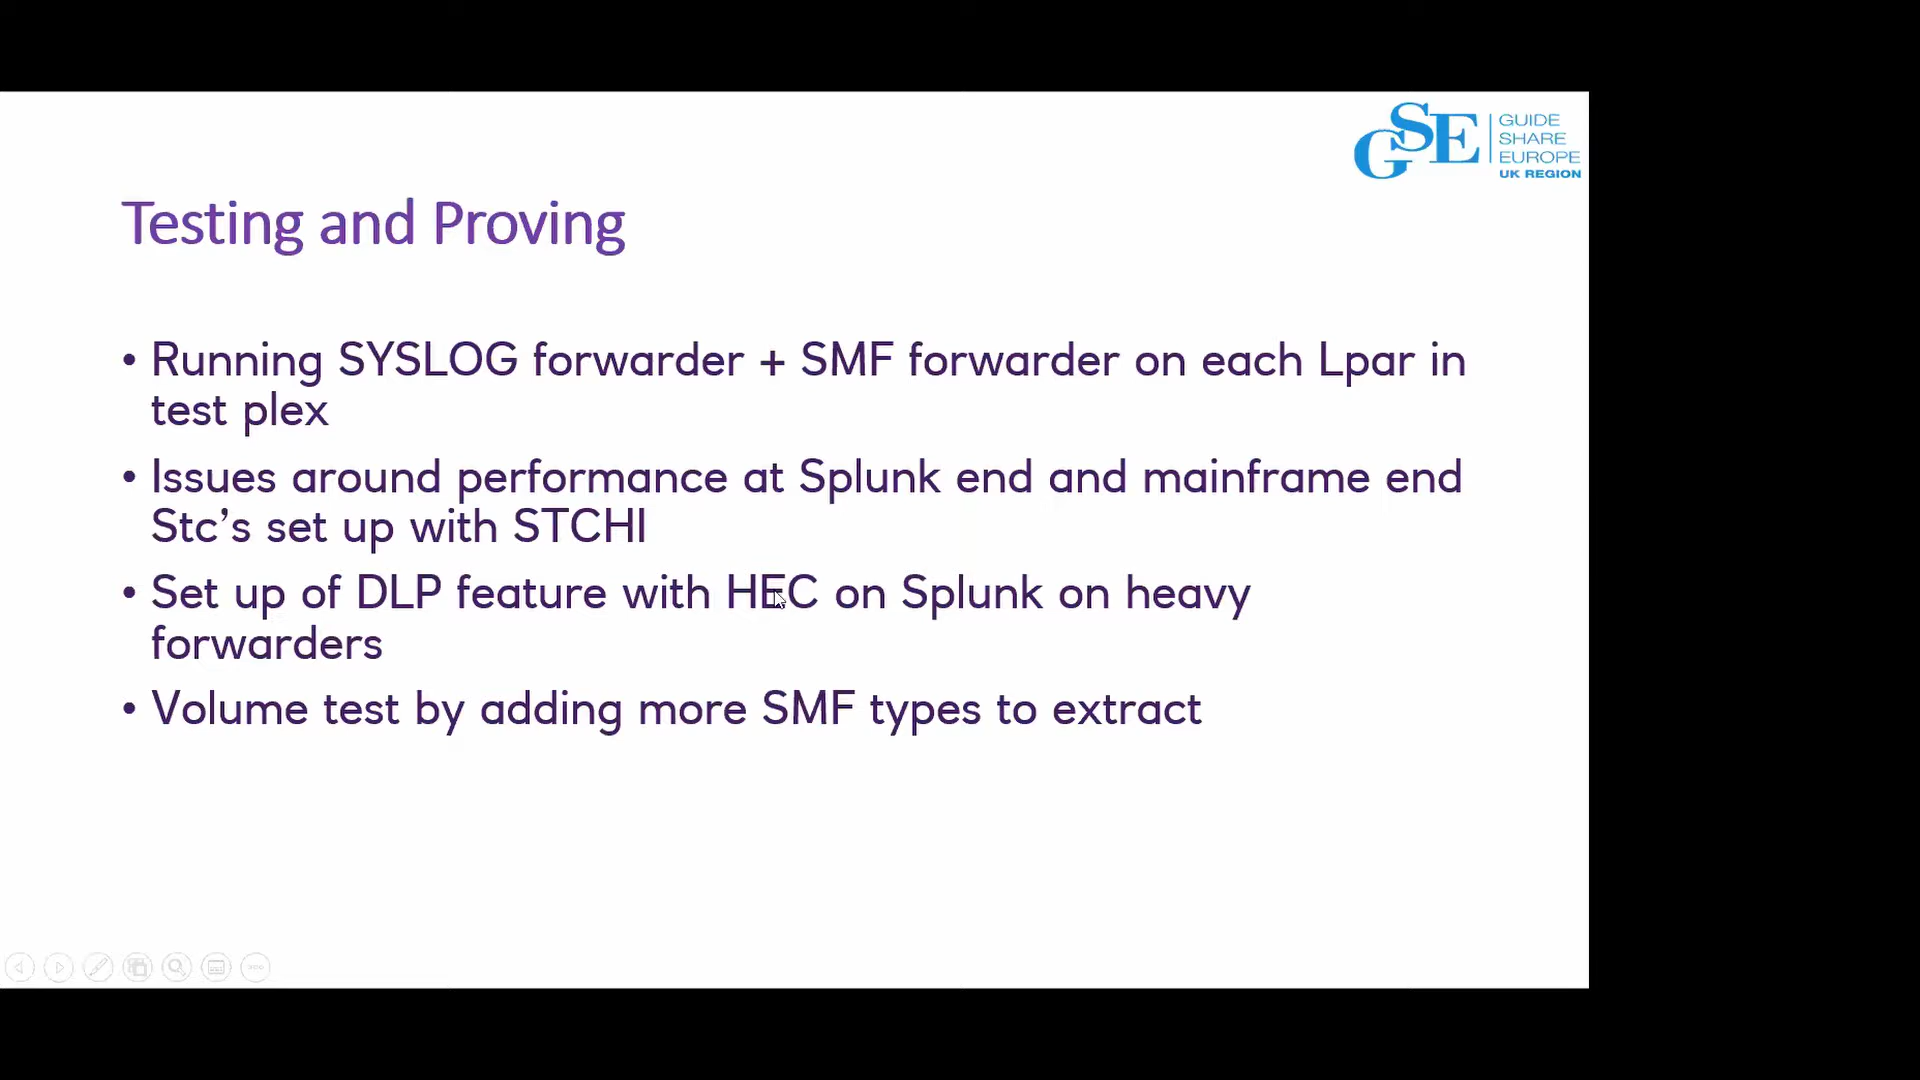 GSE
GUIDE
SHARE
EUROPE
UK REGION
Testing and Proving
• Running SYSLOG forwarder + SMF forwarder on each Lpar in
test plex
• Issues around performance at Splunk end and mainframe end
Stc’s set up with STCHI
• Set up of DLP feature with HEC on Splunk on heavy
forwarders
• Volume test by adding more SMF types to extract